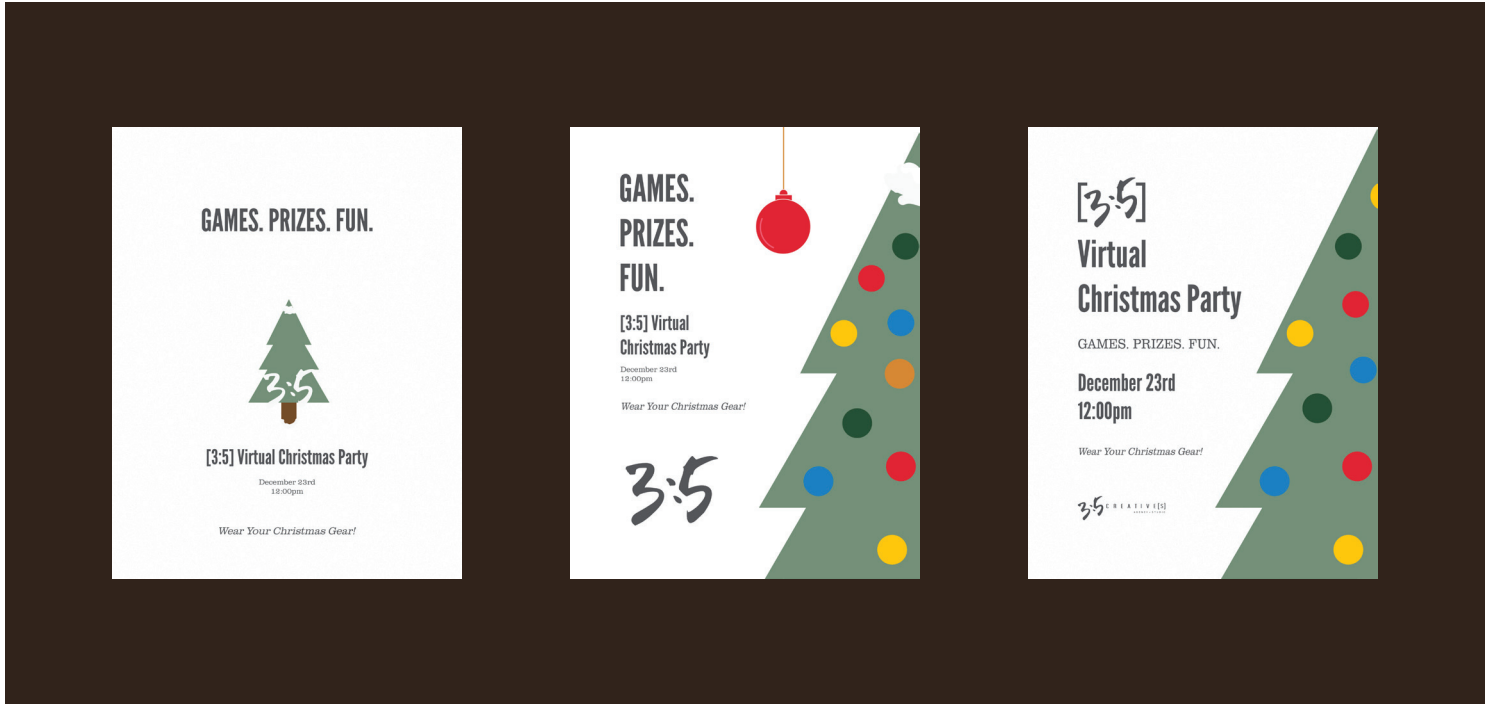 GAMES. PRIZES. FUN.
3:5
[3:5] Virtual Christmas Party
December 23rd
12:00pm
Wear Your Christmas Gear!
GAMES.
PRIZES.
FUN.
[3:5] Virtual
Christmas Party
December 23rd
12:00pm
Wear Your Christmas Gear!
3:5
[3:5]
Virtual
Christmas Party
GAMES. PRIZES. FUN.
December 23rd
12:00pm
Wear Your Christmas Gear!
3:5 CREATIVE[S]